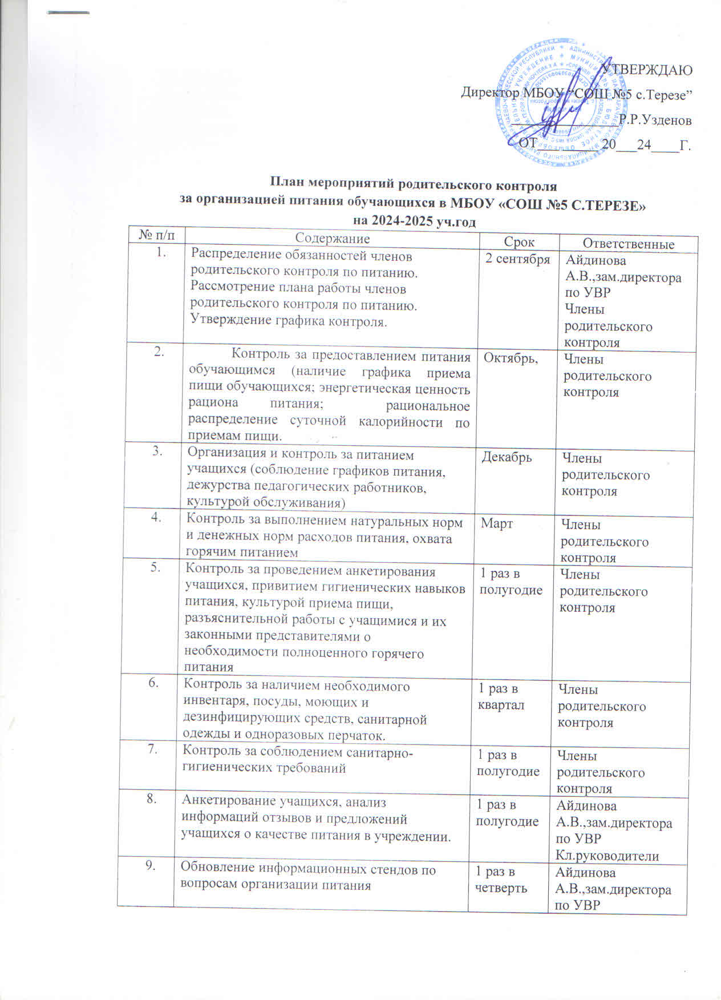 УТВЕРЖДАЮ
Директор МБОУ “СОШ №5 с.Терезе”
Р.Р.Узденов
ОТ________ 20___24____Г.
План мероприятий родительского контроля
за организацией питания обучающихся в МБОУ «СОШ №5 С.ТЕРЕЗЕ»
на 2024-2025 уч.год
№ п/п Содержание Срок Ответственные
1. Распределение обязанностей членов 2 сентября Айдинова
родительского контроля по питанию. А.В.,зам.директора
Рассмотрение плана работы членов по УВР
родительского контроля по питанию. Члены
Утверждение графика контроля. родительского
контроля
2. Контроль за предоставлением питания Октябрь, Члены
обучающимся (наличие графика приема родительского
пищи обучающихся; энергетическая ценность контроля
рациона питания; рациональное
распределение суточной калорийности по
приемам пищи.
3. Организация и контроль за питанием Декабрь Члены
учащихся (соблюдение графиков питания, родительского
дежурства педагогических работников, контроля
культурой обслуживания)
4. Контроль за выполнением натуральных норм Март Члены
и денежных норм расходов питания, охвата родительского
горячим питанием контроля
5. Контроль за проведением анкетирования 1 раз в Члены
учащихся, привитием гигиенических навыков полугодие родительского
питания, культурой приема пищи, контроля
разъяснительной работы с учащимися и их
законными представителями о
необходимости полноценного горячего
питания
6. Контроль за наличием необходимого 1 раз в Члены
инвентаря, посуды, моющих и квартал родительского
дезинфицирующих средств, санитарной контроля
одежды и одноразовых перчаток.
7. Контроль за соблюдением санитарно- 1 раз в Члены
гигиенических требований полугодие родительского
контроля
8. Анкетирование учащихся, анализ 1 раз в Айдинова
информаций отзывов и предложений полугодие А.В.,зам.директора
учащихся о качестве питания в учреждении. по УВР
Кл.руководители
9. Обновление информационных стендов по 1 раз в Айдинова
вопросам организации питания четверть А.В.,зам.директора
по УВР